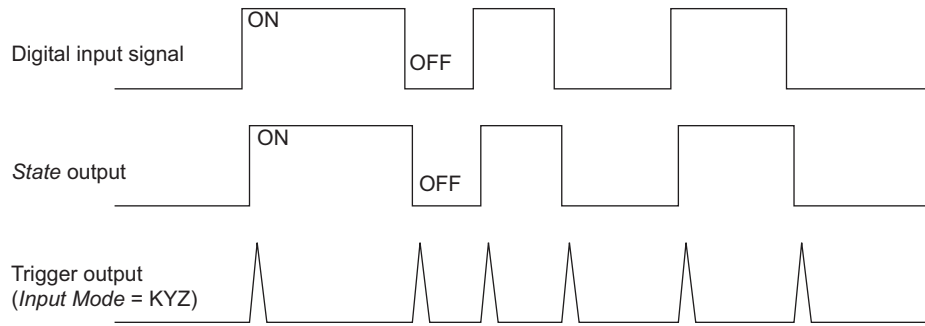 ON
Digital input signal
OFF
ON
State output
OFF
Trigger output
(Input Mode = KYZ)